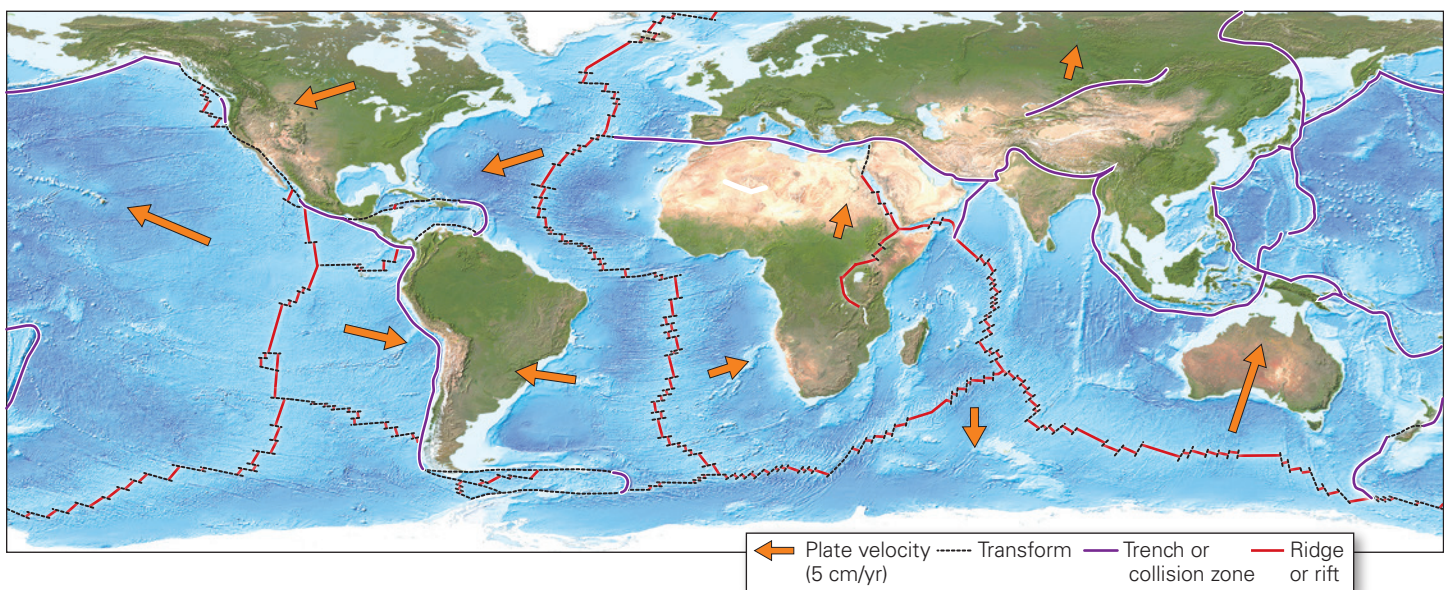 Plate velocity
(5 cm/yr)
Transform
Trench or
collision zone
Ridge
or rift